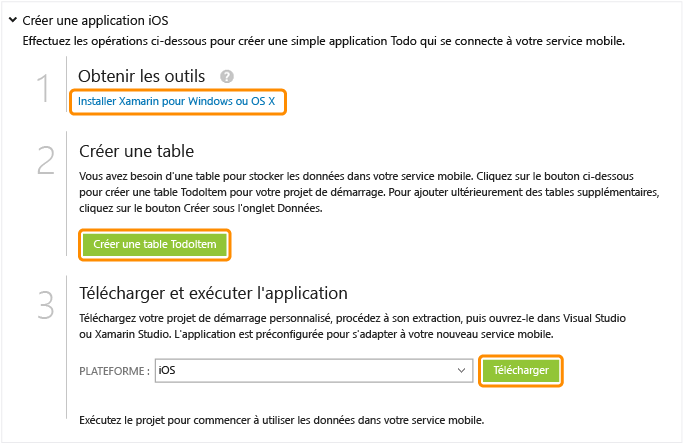 Créer une application iOS
Effectuez les opérations ci-dessous pour créer une simple application Todo qui se connecte à votre service mobile.
1
Obtenir les outils ?
Installer Xamarin pour Windows ou OS X
2
Créer une table
Vous avez besoin d'une table pour stocker les données dans votre service mobile. Cliquez sur le bouton ci-dessous
pour créer une table TodoItem pour votre projet de démarrage. Pour ajouter ultérieurement des tables supplémentaires,
cliquez sur le bouton Créer sous l'onglet Données.
Créer une table TodoItem
3
Télécharger et exécuter l'application
Téléchargez votre projet de démarrage personnalisé, procédez à son extraction, puis ouvrez-le dans Visual Studio
ou Xamarin Studio. L'application est préconfigurée pour s'adapter à votre nouveau service mobile.
PLATEFORME : iOS Télécharger
Exécutez le projet pour commencer à utiliser les données dans votre service mobile.